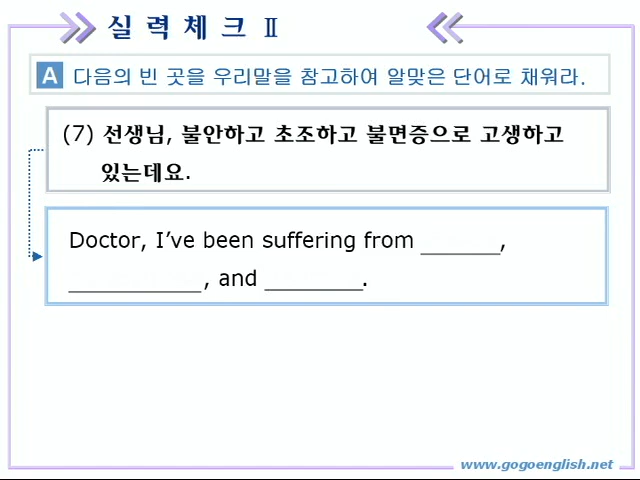 실 력 체 크 Ⅱ
A 다음의 빈 곳을 우리말을 참고하여 알맞은 단어로 채워라.
(7) 선생님, 불안하고 초조하고 불면증으로 고생하고
있는데요.
Doctor, I’ve been suffering from ______,
__________, and _______.
www.gogoenglish.net